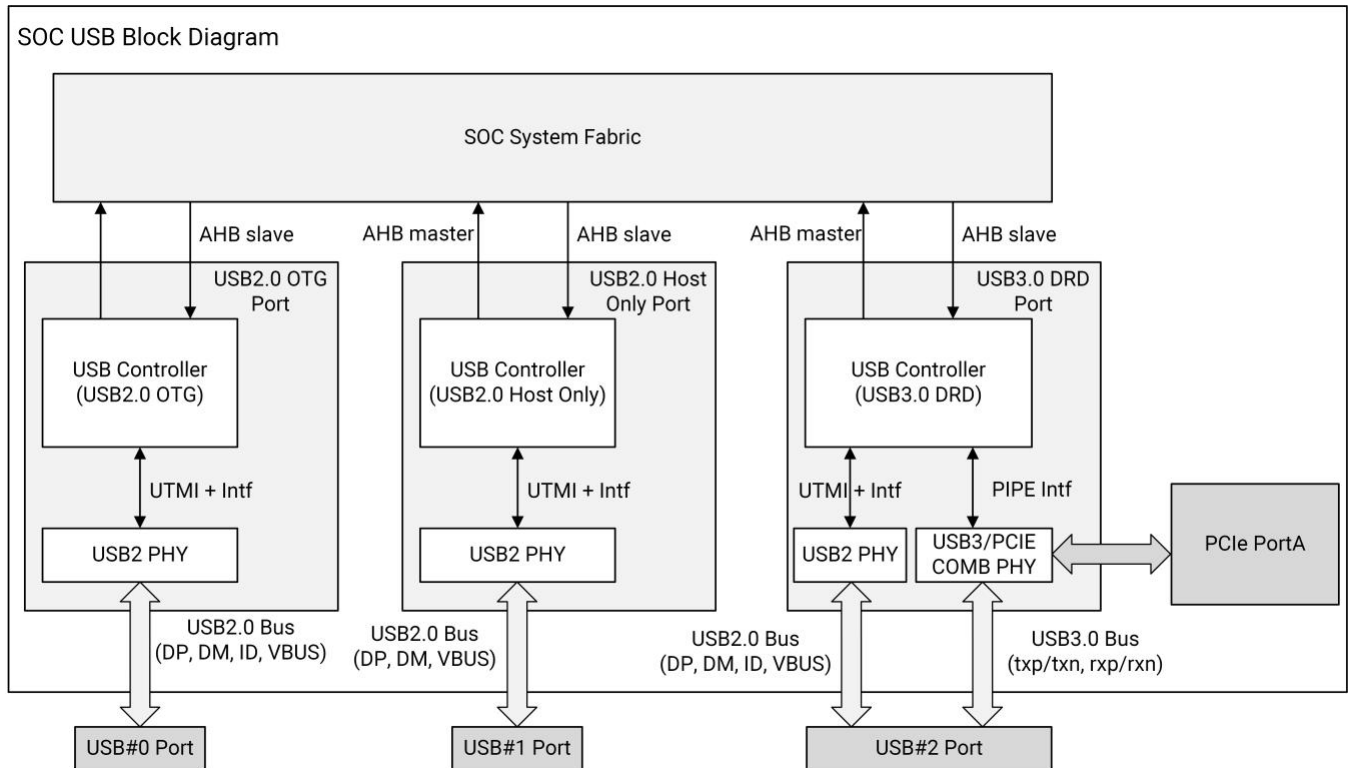 SOC USB Block Diagram
SOC System Fabric
AHB slave
AHB master
AHB slave
AHB master
AHB slave
USB2.0 OTG
Port
USB2.0 Host
Only Port
USB3.0 DRD
Port
USB Controller
(USB2.0 OTG)
USB Controller
(USB2.0 Host Only)
USB Controller
(USB3.0 DRD)
UTMI + Intf
UTMI + Intf
UTMI + Intf
PIPE Intf
USB2 PHY
USB2 PHY
USB2 PHY
USB3/PCIE
COMB PHY
PCIe PortA
USB2.0 Bus
(DP, DM, ID, VBUS)
USB2.0 Bus
(DP, DM, VBUS)
USB2.0 Bus
(DP, DM, ID, VBUS)
USB3.0 Bus
(txp/txn, rxp/rxn)
USB#0 Port
USB#1 Port
USB#2 Port